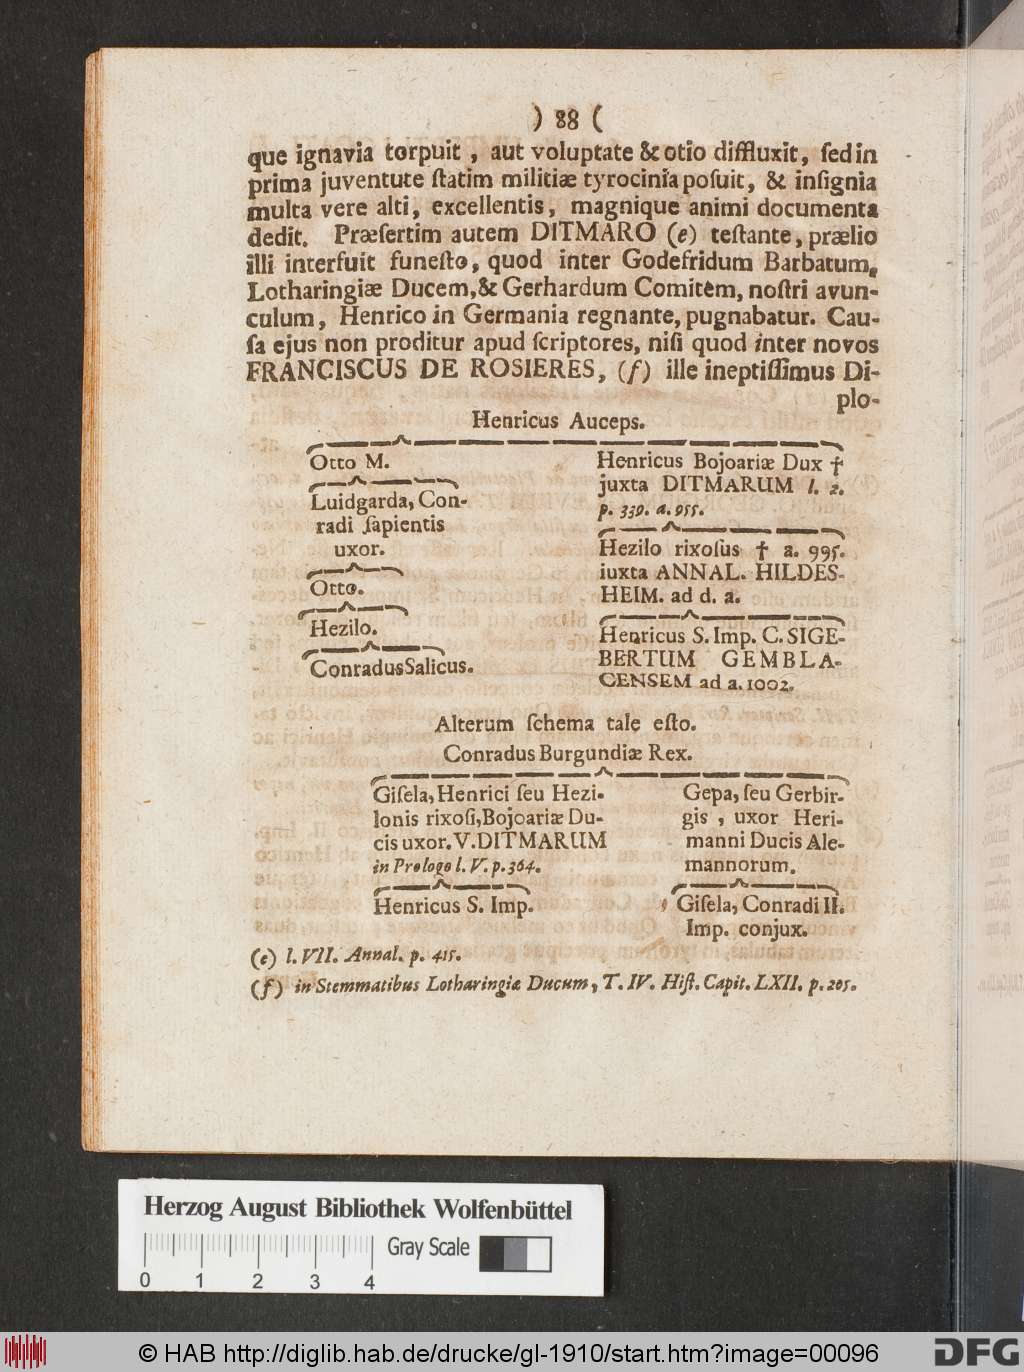 ) 88 (
que ignavia torpuit, aut voluptate & otio diffluxit, ſed in
prima juventute ſtatim militiæ tyrocinia poſuit, & inſignia
multa vere alti, excellentis, magnique animi documenta
dedit. Præſertim autem DITMARO (e) teſtante, prælio
illi interfuit funeſto, quod inter Godefridum Barbatum,
Lotharingiæ Ducem, & Gerhardum Comitem, noſtri avun-
culum, Henrico in Germania regnante, pugnabatur. Cau-
ſa ejus non proditur apud ſcriptores, niſi quod inter novos
FRANCISCUS DE ROSIERES, (f) ille ineptiſſimus Di-
plo-
Henricus Auceps.
Otto M.
Luidgarda, Con-
radi ſapientis
uxor.
Otto.
Hezilo.
Conradus Salicus.
Henricus Bojoariæ Dux †
juxta DITMARUM l. 2.
p. 339. a. 955.
Hezilo rixoſus † a. 995.
iuxta ANNAL. HILDES-
HEIM. ad d. a.
Henricus S. Imp. C. SIGE-
BERTUM GEMBLA-
CENSEM ad a. 1002.
Alterum ſchema tale eſto.
Conradus Burgundiæ Rex.
Giſela, Henrici ſeu Hezi-
lonis rixoſi, Bojoariæ Du-
cis uxor. V. DITMARUM
in Prologo l. V. p. 364.
Henricus S. Imp.
Gepa, ſeu Gerbir-
gis, uxor Heri-
manni Ducis Ale-
mannorum.
Giſela, Conradi II.
Imp. conjux.
(e) l. VII. Annal. p. 415.
(f) in Stemmatibus Lotharingiæ Ducum, T. IV. Hiſt. Capit. LXII. p. 205.
Herzog August Bibliothek Wolfenbüttel
Gray Scale
0 1 2 3 4
© HAB http://diglib.hab.de/drucke/gl-1910/start.htm?image=00096
DFG